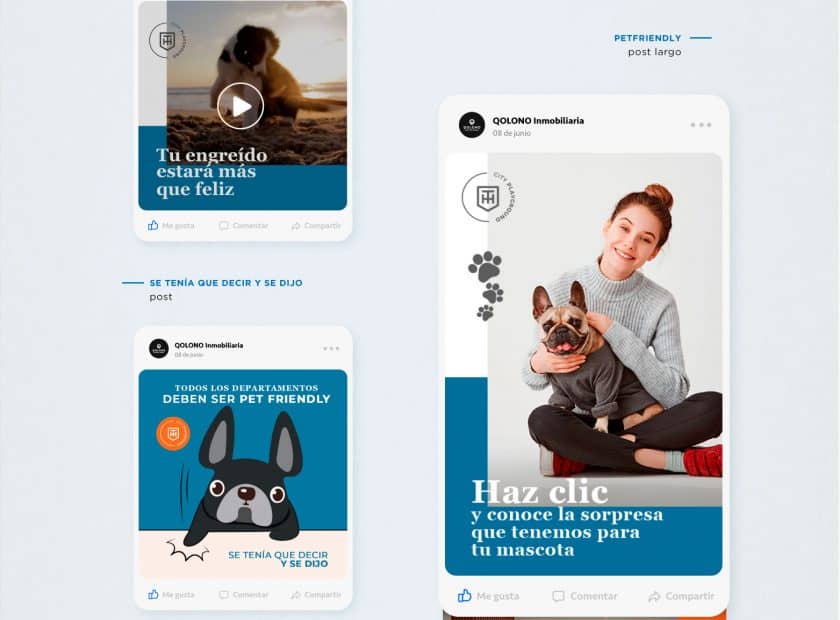 PLAYGROUND
Tu engreído
estará más
que feliz
Me gusta
Comentar
Compartir
SE TENÍA QUE DECIR Y SE DIJO
post
QOLONO Inmobiliaria
08 de junio
TODOS LOS DEPARTAMENTOS
DEBEN SER PET FRIENDLY
SE TENÍA QUE DECIR
Y SE DIJO
Me gusta
Comentar
Compartir
PETFRIENDLY
post largo
QOLONO
QOLONO Inmobiliaria
08 de junio
CITY PLAYGROUND
Haz clic
y conoce la sorpresa
que tenemos para
tu mascota
Me gusta
Comentar
Compartir